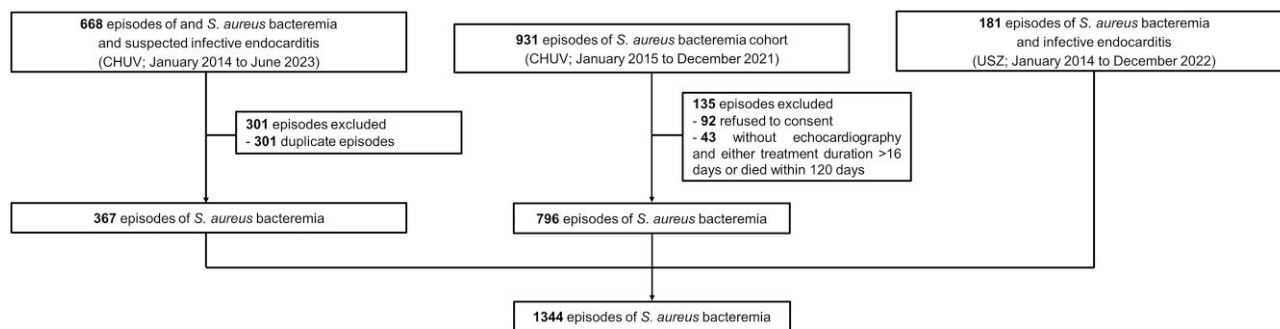 668 episodes of and S. aureus bacteremia
and suspected infective endocarditis
(CHUV; January 2014 to June 2023)
931 episodes of S. aureus bacteremia cohort
(CHUV; January 2015 to December 2021)
181 episodes of S. aureus bacteremia
and infective endocarditis
(USZ; January 2014 to December 2022)
301 episodes excluded
- 301 duplicate episodes
135 episodes excluded
- 92 refused to consent
- 43 without echocardiography
and either treatment duration >16
days or died within 120 days
367 episodes of S. aureus bacteremia
796 episodes of S. aureus bacteremia
1344 episodes of S. aureus bacteremia